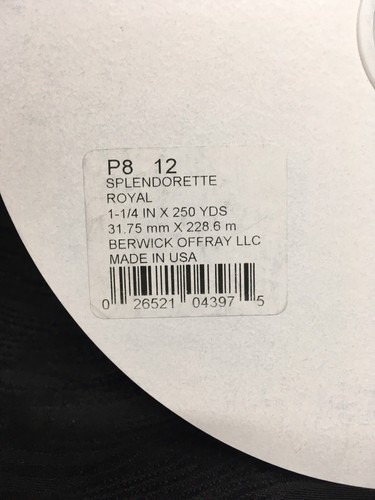 P8 12
SPLENDORETTE
ROYAL
1-1/4 IN X 250 YDS
31.75 mm X 228.6 m
BERWICK OFFRAY LLC
MADE IN USA
0 26521 04397 5